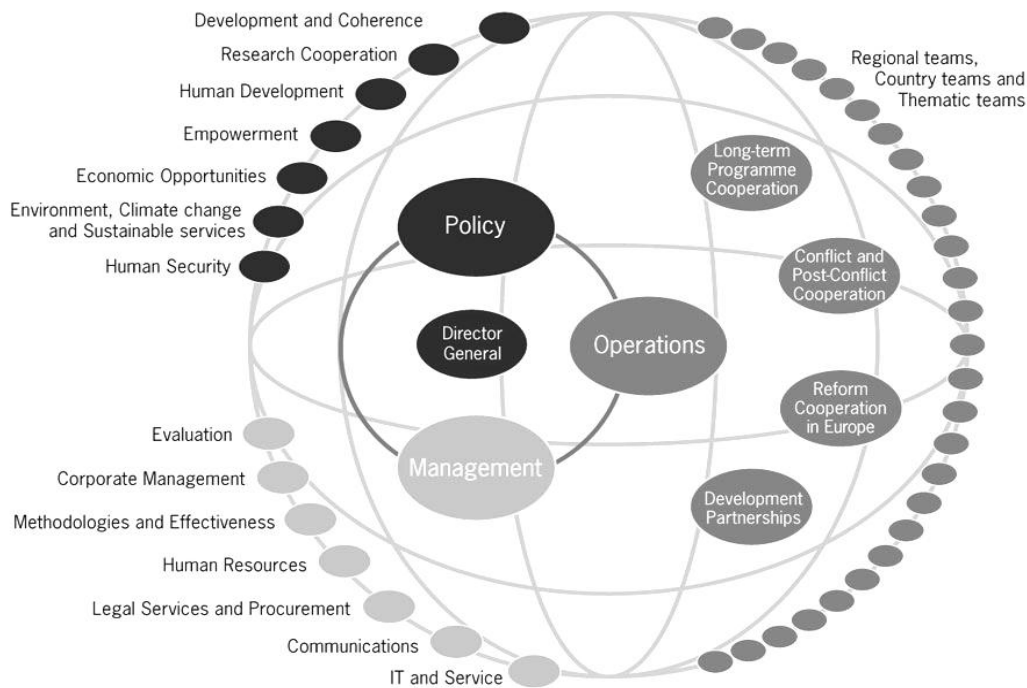 Development and Coherence
Research Cooperation
Human Development
Empowerment
Economic Opportunities
Environment, Climate change
and Sustainable services
Human Security
Policy
Director
General
Operations
Management
Long-term
Programme
Cooperation
Conflict and
Post-Conflict
Cooperation
Reform
Cooperation
in Europe
Development
Partnerships
Regional teams,
Country teams and
Thematic teams
Evaluation
Corporate Management
Methodologies and Effectiveness
Human Resources
Legal Services and Procurement
Communications
IT and Service